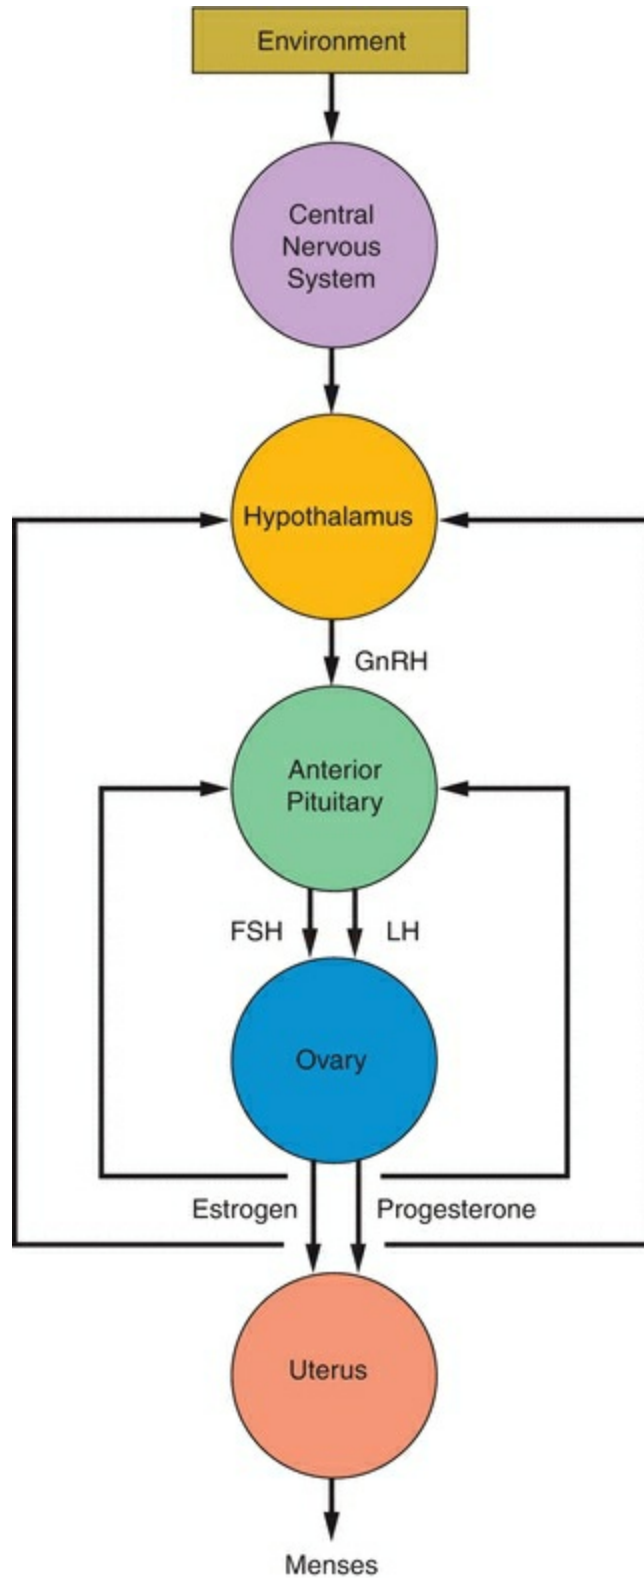 Environment
Central
Nervous
System
Hypothalamus
GnRH
Anterior
Pituitary
FSH
LH
Ovary
Estrogen
Progesterone
Uterus
Menses